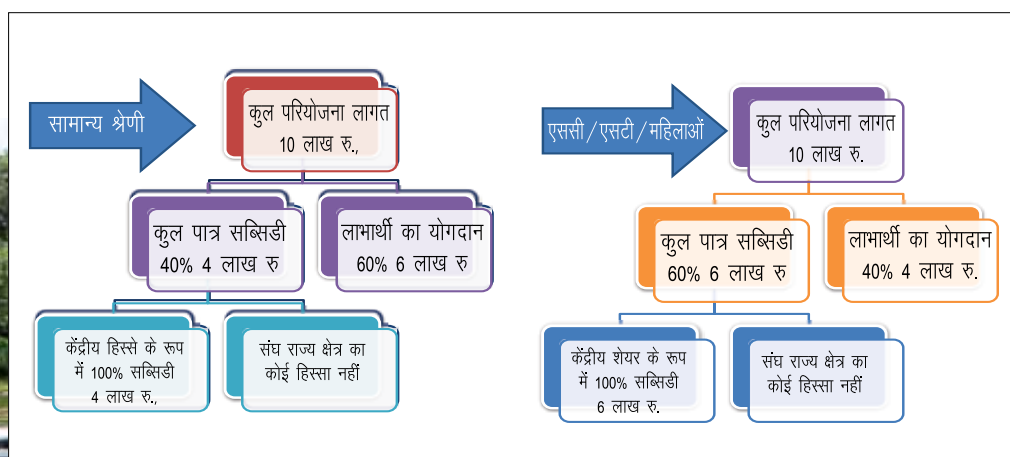 सामान्य श्रेणी
कुल परियोजना लागत
10 लाख रु.,
कुल पात्र सब्सिडी
40% 4 लाख रु
लाभार्थी का योगदान
60% 6 लाख रु
केंद्रीय हिस्से के रूप
में 100% सब्सिडी
4 लाख रु.,
संघ राज्य क्षेत्र का
कोई हिस्सा नहीं
एससी/एसटी/महिलाओं
कुल परियोजना लागत
10 लाख रु.
कुल पात्र सब्सिडी
60% 6 लाख रु
लाभार्थी का योगदान
40% 4 लाख रु.
केंद्रीय शेयर के रूप
में 100% सब्सिडी
6 लाख रु.
संघ राज्य क्षेत्र का
कोई हिस्सा नहीं